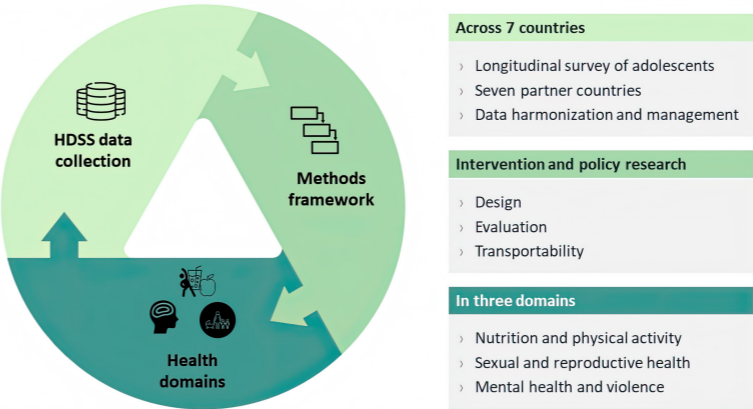 HDSS data
collection
Methods
framework
Health
domains
Across 7 countries
› Longitudinal survey of adolescents
› Seven partner countries
› Data harmonization and management
Intervention and policy research
› Design
› Evaluation
› Transportability
In three domains
› Nutrition and physical activity
› Sexual and reproductive health
› Mental health and violence